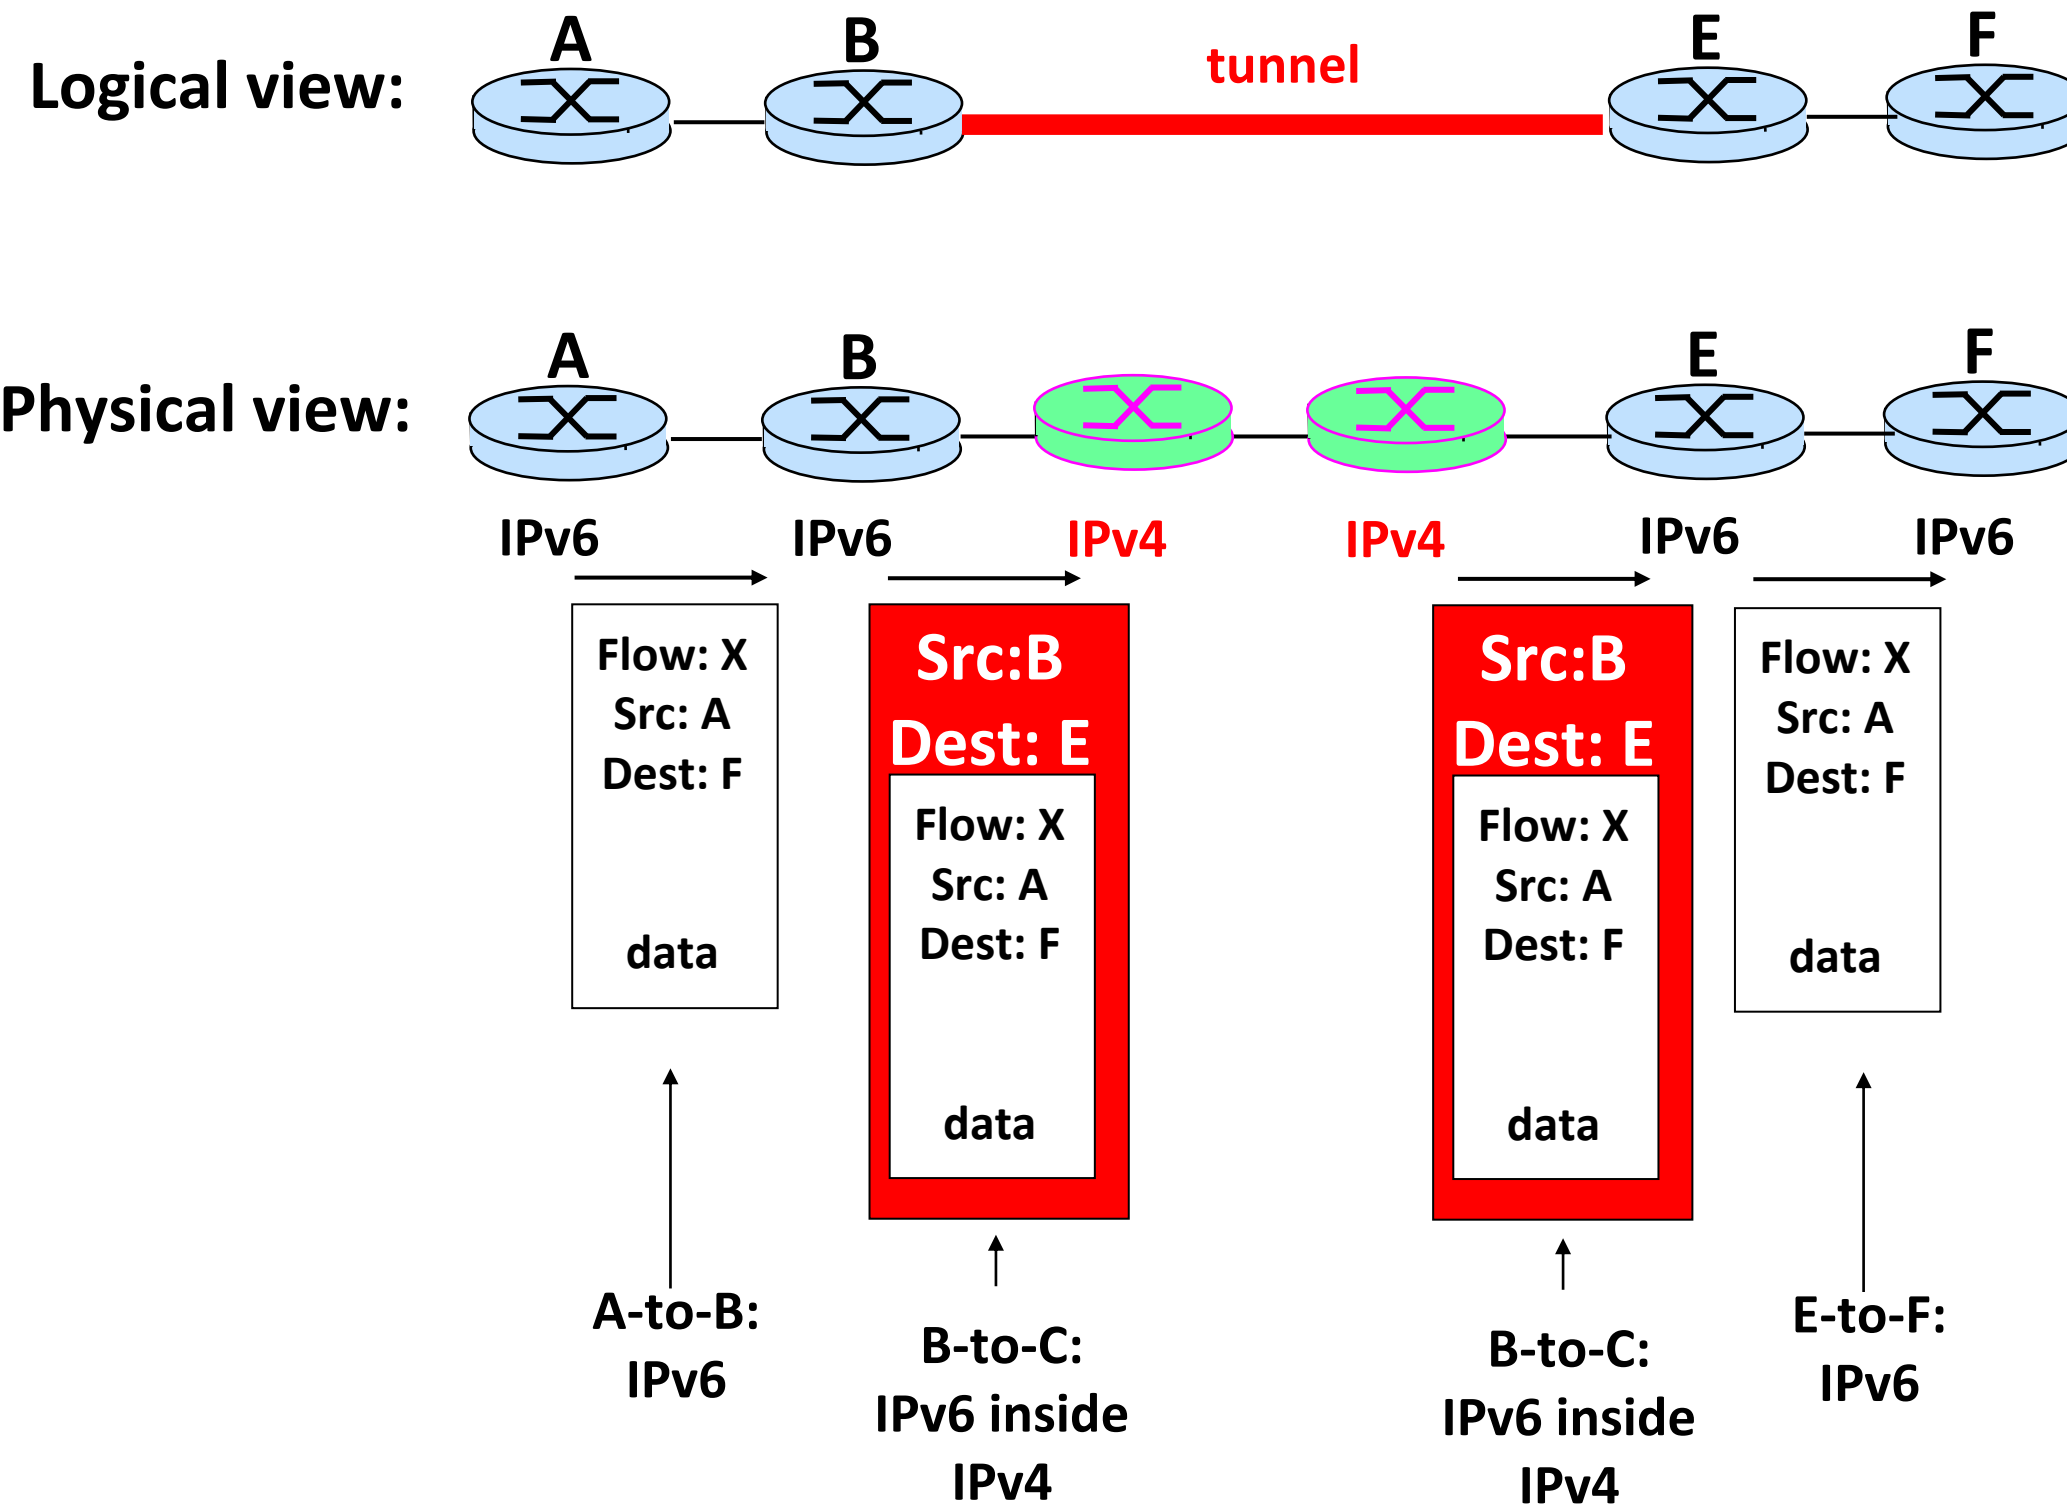 A
B
tunnel
E
F
Logical view:
A
B
E
F
Physical view:
IPv6
IPv6
IPv4
IPv4
IPv6
IPv6
Flow: X
Src: A
Dest: F
data
Src:B
Dest: E
Flow: X
Src: A
Dest: F
data
Src:B
Dest: E
Flow: X
Src: A
Dest: F
data
Flow: X
Src: A
Dest: F
data
A-to-B:
IPv6
B-to-C:
IPv6 inside
IPv4
B-to-C:
IPv6 inside
IPv4
E-to-F:
IPv6